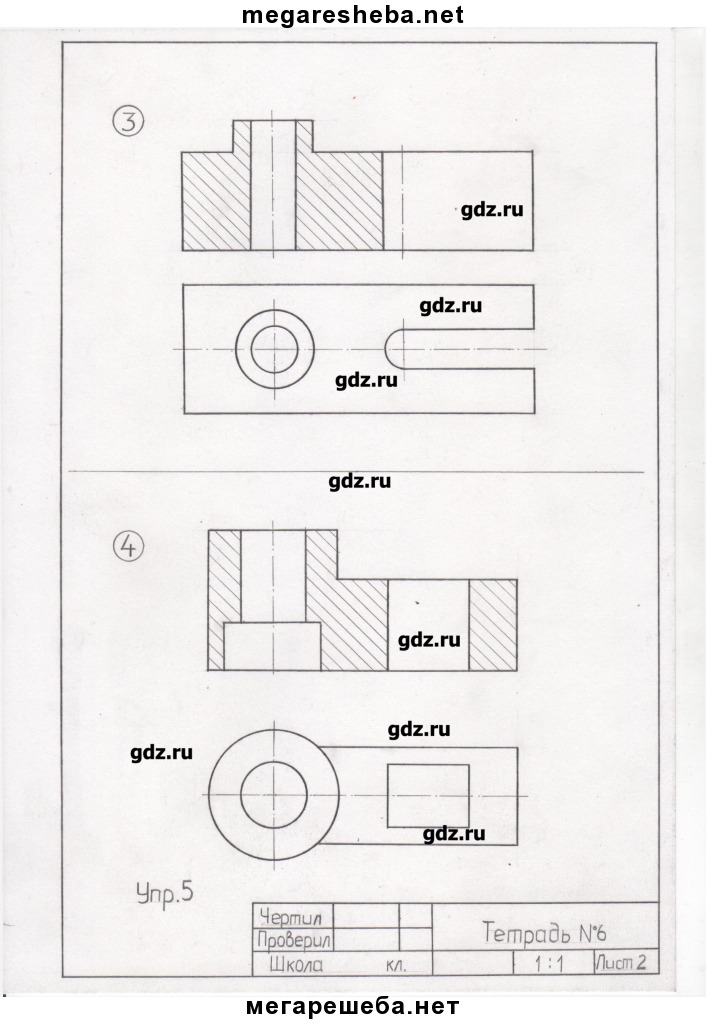 megaresheba.net
3
gdz.ru
gdz.ru
gdz.ru
gdz.ru
4
gdz.ru
gdz.ru
gdz.ru
gdz.ru
Упр.5
Чертил
Проверил
Тетрадь №6
Школа кл.
1:1
Лист 2
мегарешеба.нет